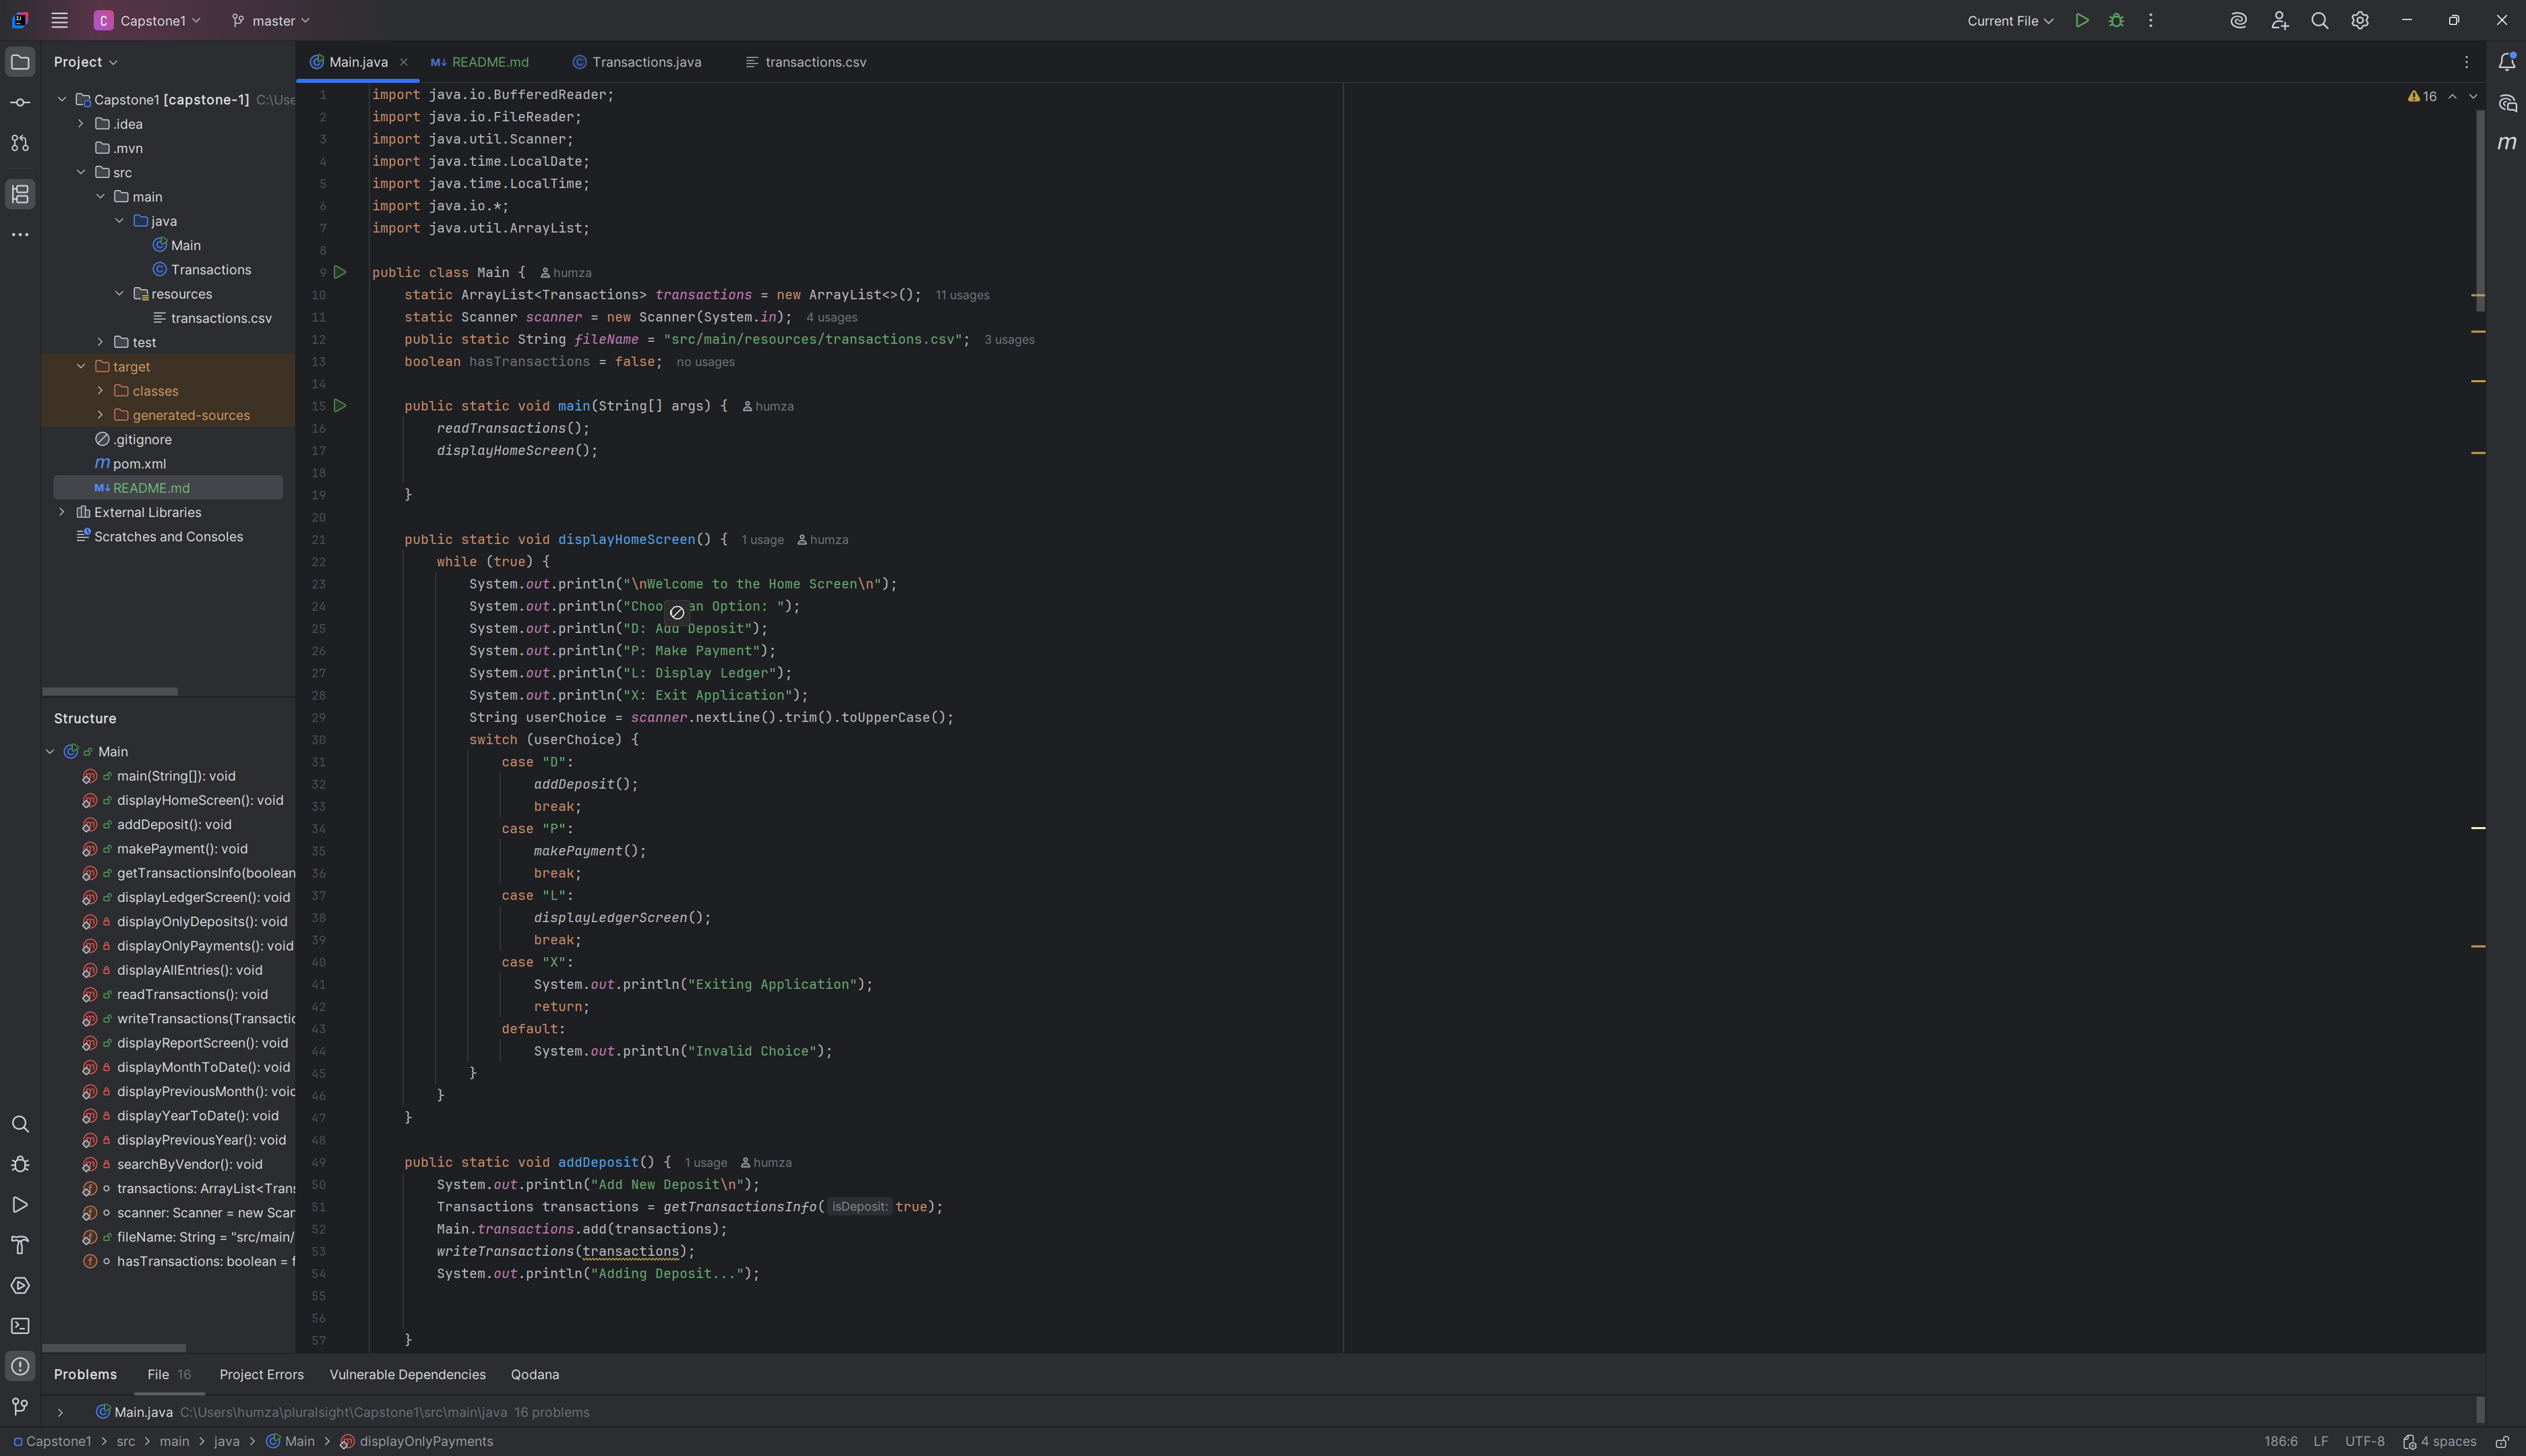 C Capstone1 master Current File
Project
Main.java README.md Transactions.java transactions.csv
Capstone1 [capstone-1] C:\Use
.idea
.mvn
src
main
java
Main
Transactions
resources
transactions.csv
test
target
classes
generated-sources
.gitignore
m pom.xml
M↓ README.md
External Libraries
Scratches and Consoles
Structure
Main
main(String[]): void
displayHomeScreen(): void
addDeposit(): void
makePayment(): void
getTransactionsInfo(boolean
displayLedgerScreen(): void
displayOnlyDeposits(): void
displayOnlyPayments(): void
displayAllEntries(): void
readTransactions(): void
writeTransactions(Transactio
displayReportScreen(): void
displayMonthToDate(): void
displayPreviousMonth(): void
displayYearToDate(): void
displayPreviousYear(): void
searchByVendor(): void
transactions: ArrayList<Trans
scanner: Scanner = new Scan
fileName: String = "src/main/
hasTransactions: boolean = f
16
1 import java.io.BufferedReader;
2 import java.io.FileReader;
3 import java.util.Scanner;
4 import java.time.LocalDate;
5 import java.time.LocalTime;
6 import java.io.*;
7 import java.util.ArrayList;
8
9 public class Main { humza
10 static ArrayList<Transactions> transactions = new ArrayList<>(); 11 usages
11 static Scanner scanner = new Scanner(System.in); 4 usages
12 public static String fileName = "src/main/resources/transactions.csv"; 3 usages
13 boolean hasTransactions = false; no usages
14
15 public static void main(String[] args) { humza
16 readTransactions();
17 displayHomeScreen();
18
19 }
20
21 public static void displayHomeScreen() { 1 usage humza
22 while (true) {
23 System.out.println("\nWelcome to the Home Screen\n");
24 System.out.println("Choo an Option: ");
25 System.out.println("D: Add Deposit");
26 System.out.println("P: Make Payment");
27 System.out.println("L: Display Ledger");
28 System.out.println("X: Exit Application");
29 String userChoice = scanner.nextLine().trim().toUpperCase();
30 switch (userChoice) {
31 case "D":
32 addDeposit();
33 break;
34 case "P":
35 makePayment();
36 break;
37 case "L":
38 displayLedgerScreen();
39 break;
40 case "X":
41 System.out.println("Exiting Application");
42 return;
43 default:
44 System.out.println("Invalid Choice");
45 }
46 }
47 }
48
49 public static void addDeposit() { 1 usage humza
50 System.out.println("Add New Deposit\n");
51 Transactions transactions = getTransactionsInfo( isDeposit: true);
52 Main.transactions.add(transactions);
53 writeTransactions(transactions);
54 System.out.println("Adding Deposit...");
55
56
57 }
Problems File 16 Project Errors Vulnerable Dependencies Qodana
Main.java C:\Users\humza\pluralsight\Capstone1\src\main\java 16 problems
Capstone1 > src > main > java > Main > displayOnlyPayments 186:6 LF UTF-8 4 spaces